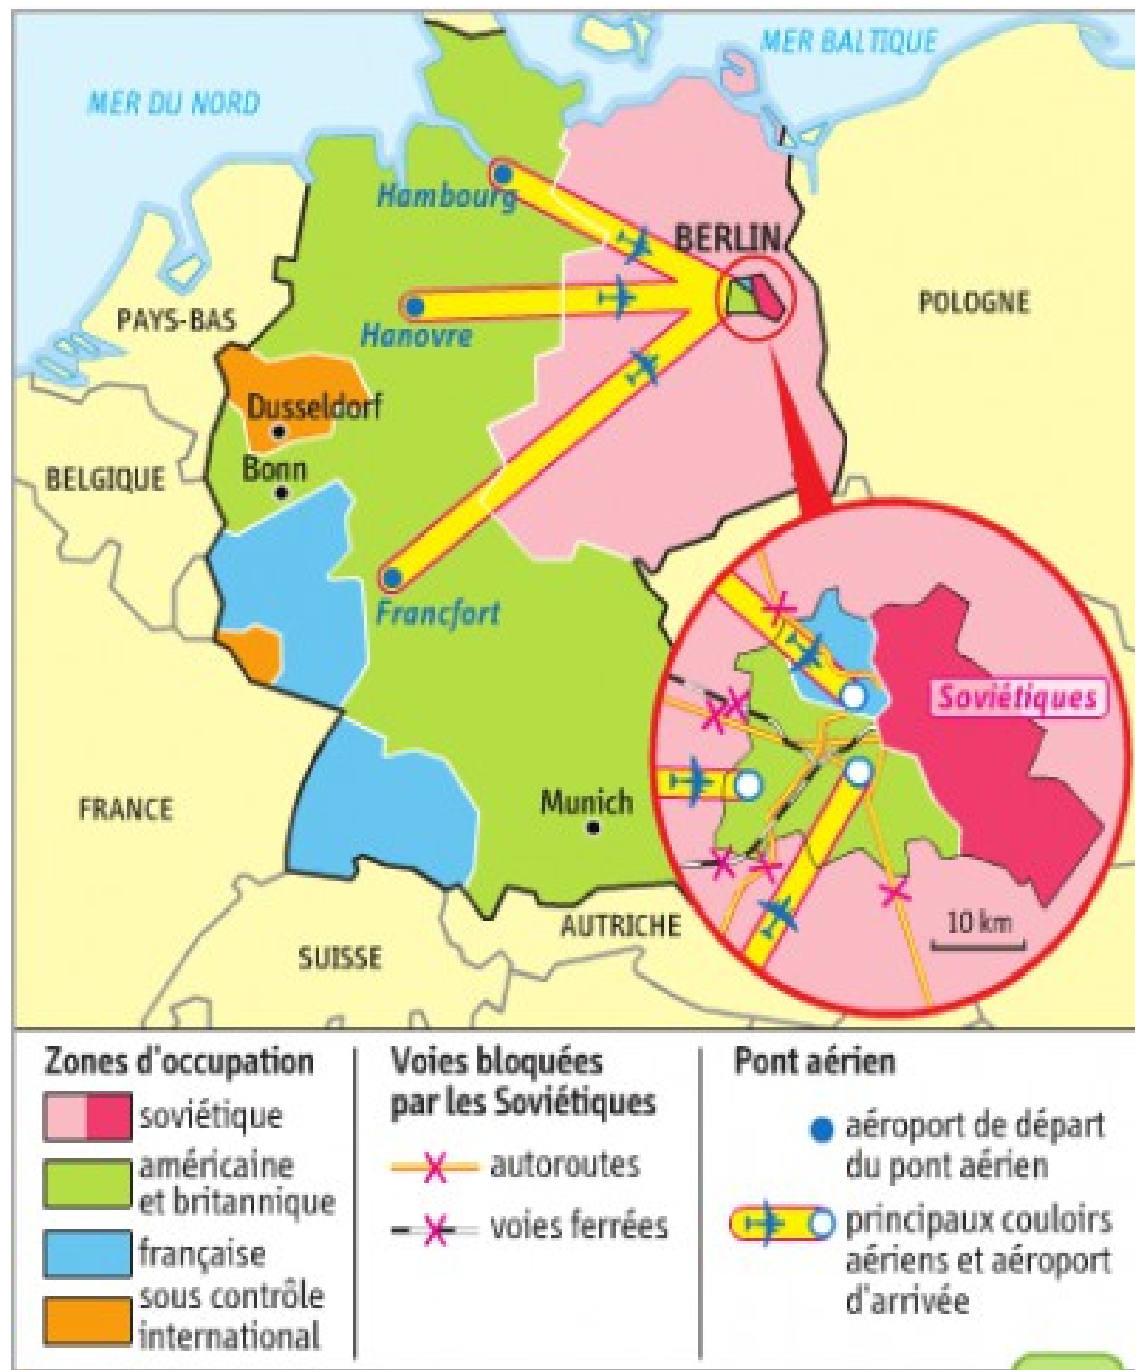 MER BALTIQUE
MER DU NORD
Hambourg
BERLIN
PAYS-BAS
POLOGNE
Hanovre
Dusseldorf
BELGIQUE
Bonn
Francfort
Soviétiques
FRANCE
Munich
AUTRICHE
10 km
SUISSE
Zones d'occupation
soviétique
américaine
et britannique
française
sous contrôle
international
Voies bloquées
par les Soviétiques
autoroutes
voies ferrées
Pont aérien
aéroport de départ
du pont aérien
principaux couloirs
aériens et aéroport
d'arrivée